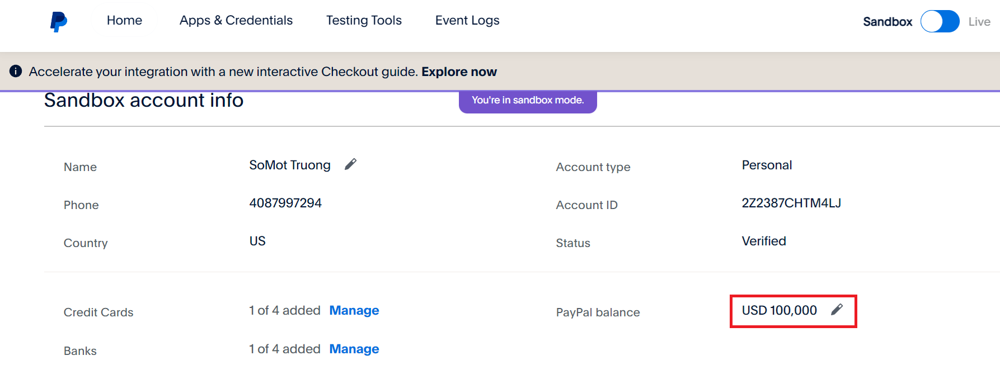 Home Apps & Credentials Testing Tools Event Logs Sandbox Live
Accelerate your integration with a new interactive Checkout guide. Explore now
Sandbox account info
You're in sandbox mode.
Name SoMot Truong Account type Personal
Phone 4087997294 Account ID 2Z2387CHTM4LJ
Country US Status Verified
Credit Cards 1 of 4 added Manage PayPal balance USD 100,000
Banks 1 of 4 added Manage